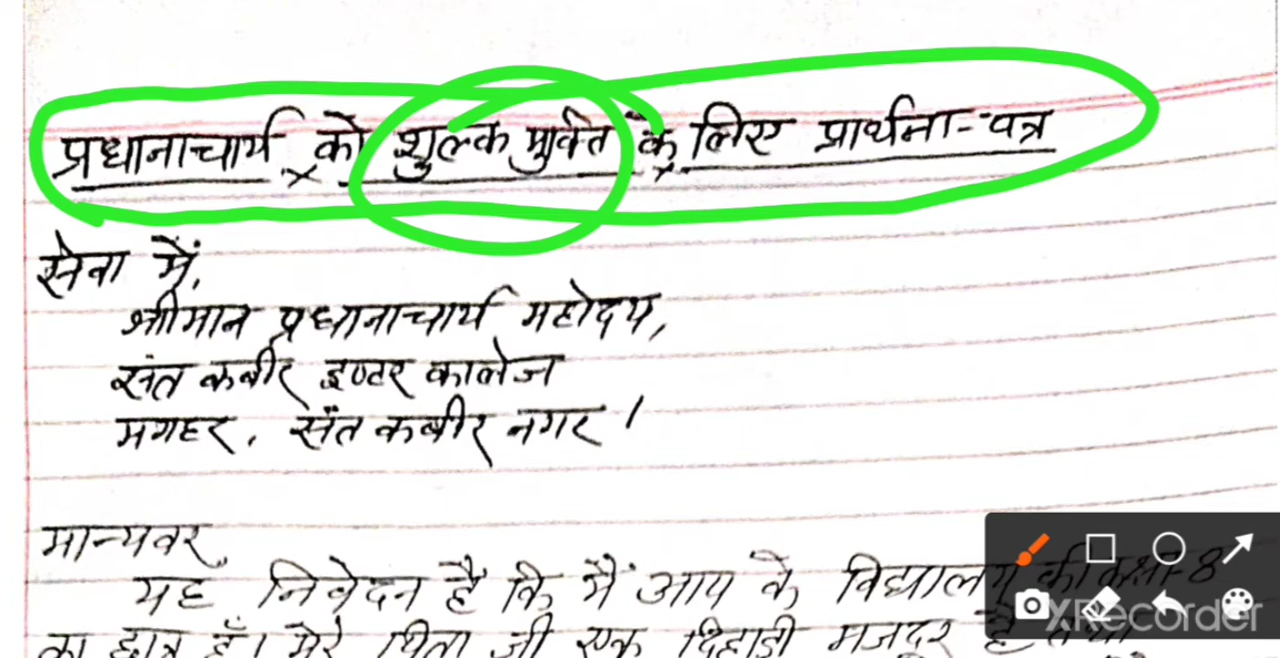 प्रधानाचार्य को शुल्क मुक्ति के लिए प्रार्थना-पत्र
सेवा में,
श्रीमान प्रधानाचार्य महोदय,
संत कबीर इण्टर कालेज
मगहर, संत कबीर नगर।
मान्यवर,
यह निवेदन है कि मैं आप के विद्यालय की कक्षा-8
का छात्र हूँ। मेरे पिता जी एक दिहाड़ी मजदूर है
XRecorder